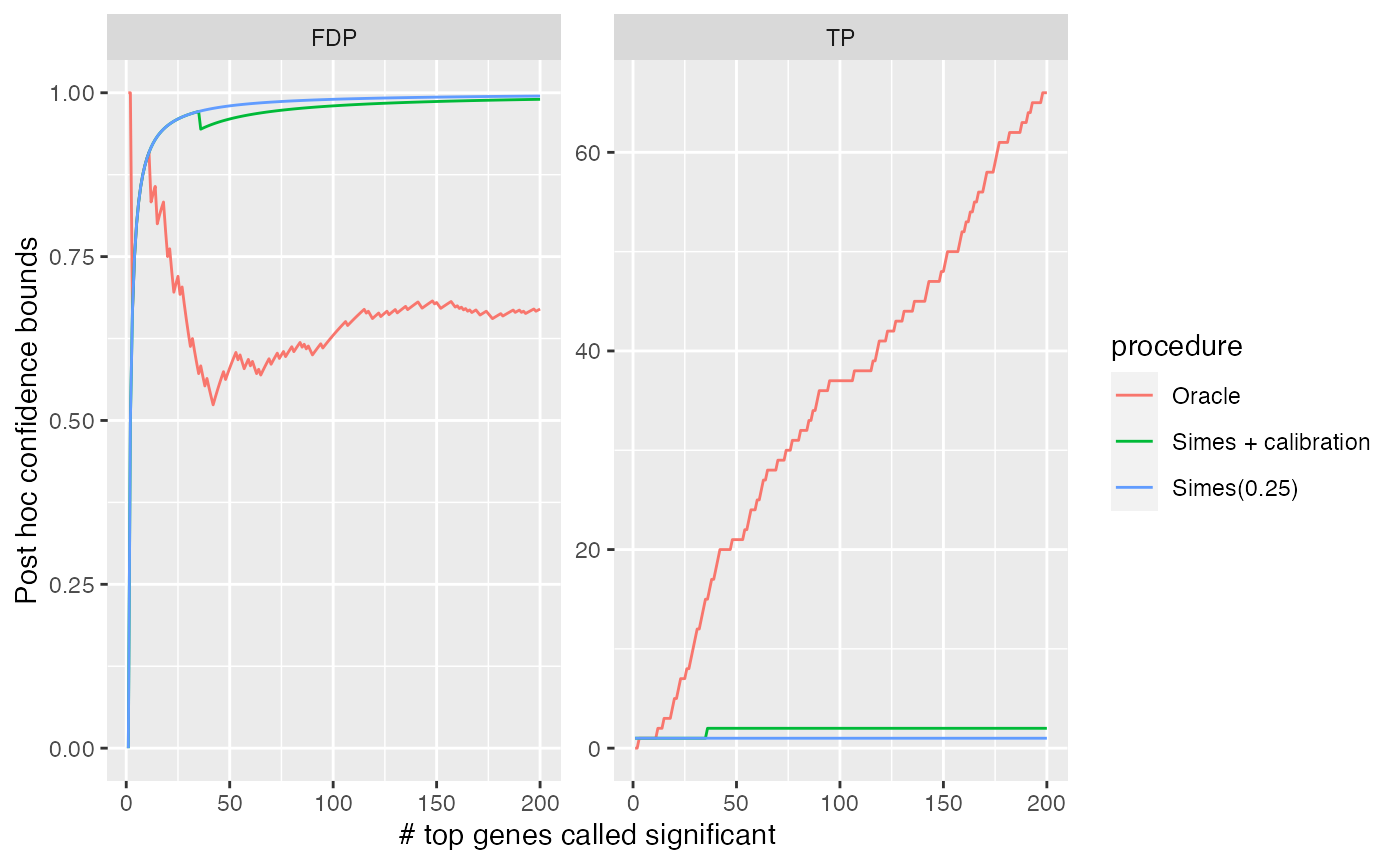 FDP
TP
Post hoc confidence bounds
1.00
0.75
0.50
0.25
0.00
60
40
20
0
0 50 100 150 200
0 50 100 150 200
# top genes called significant
procedure
Oracle
Simes + calibration
Simes(0.25)